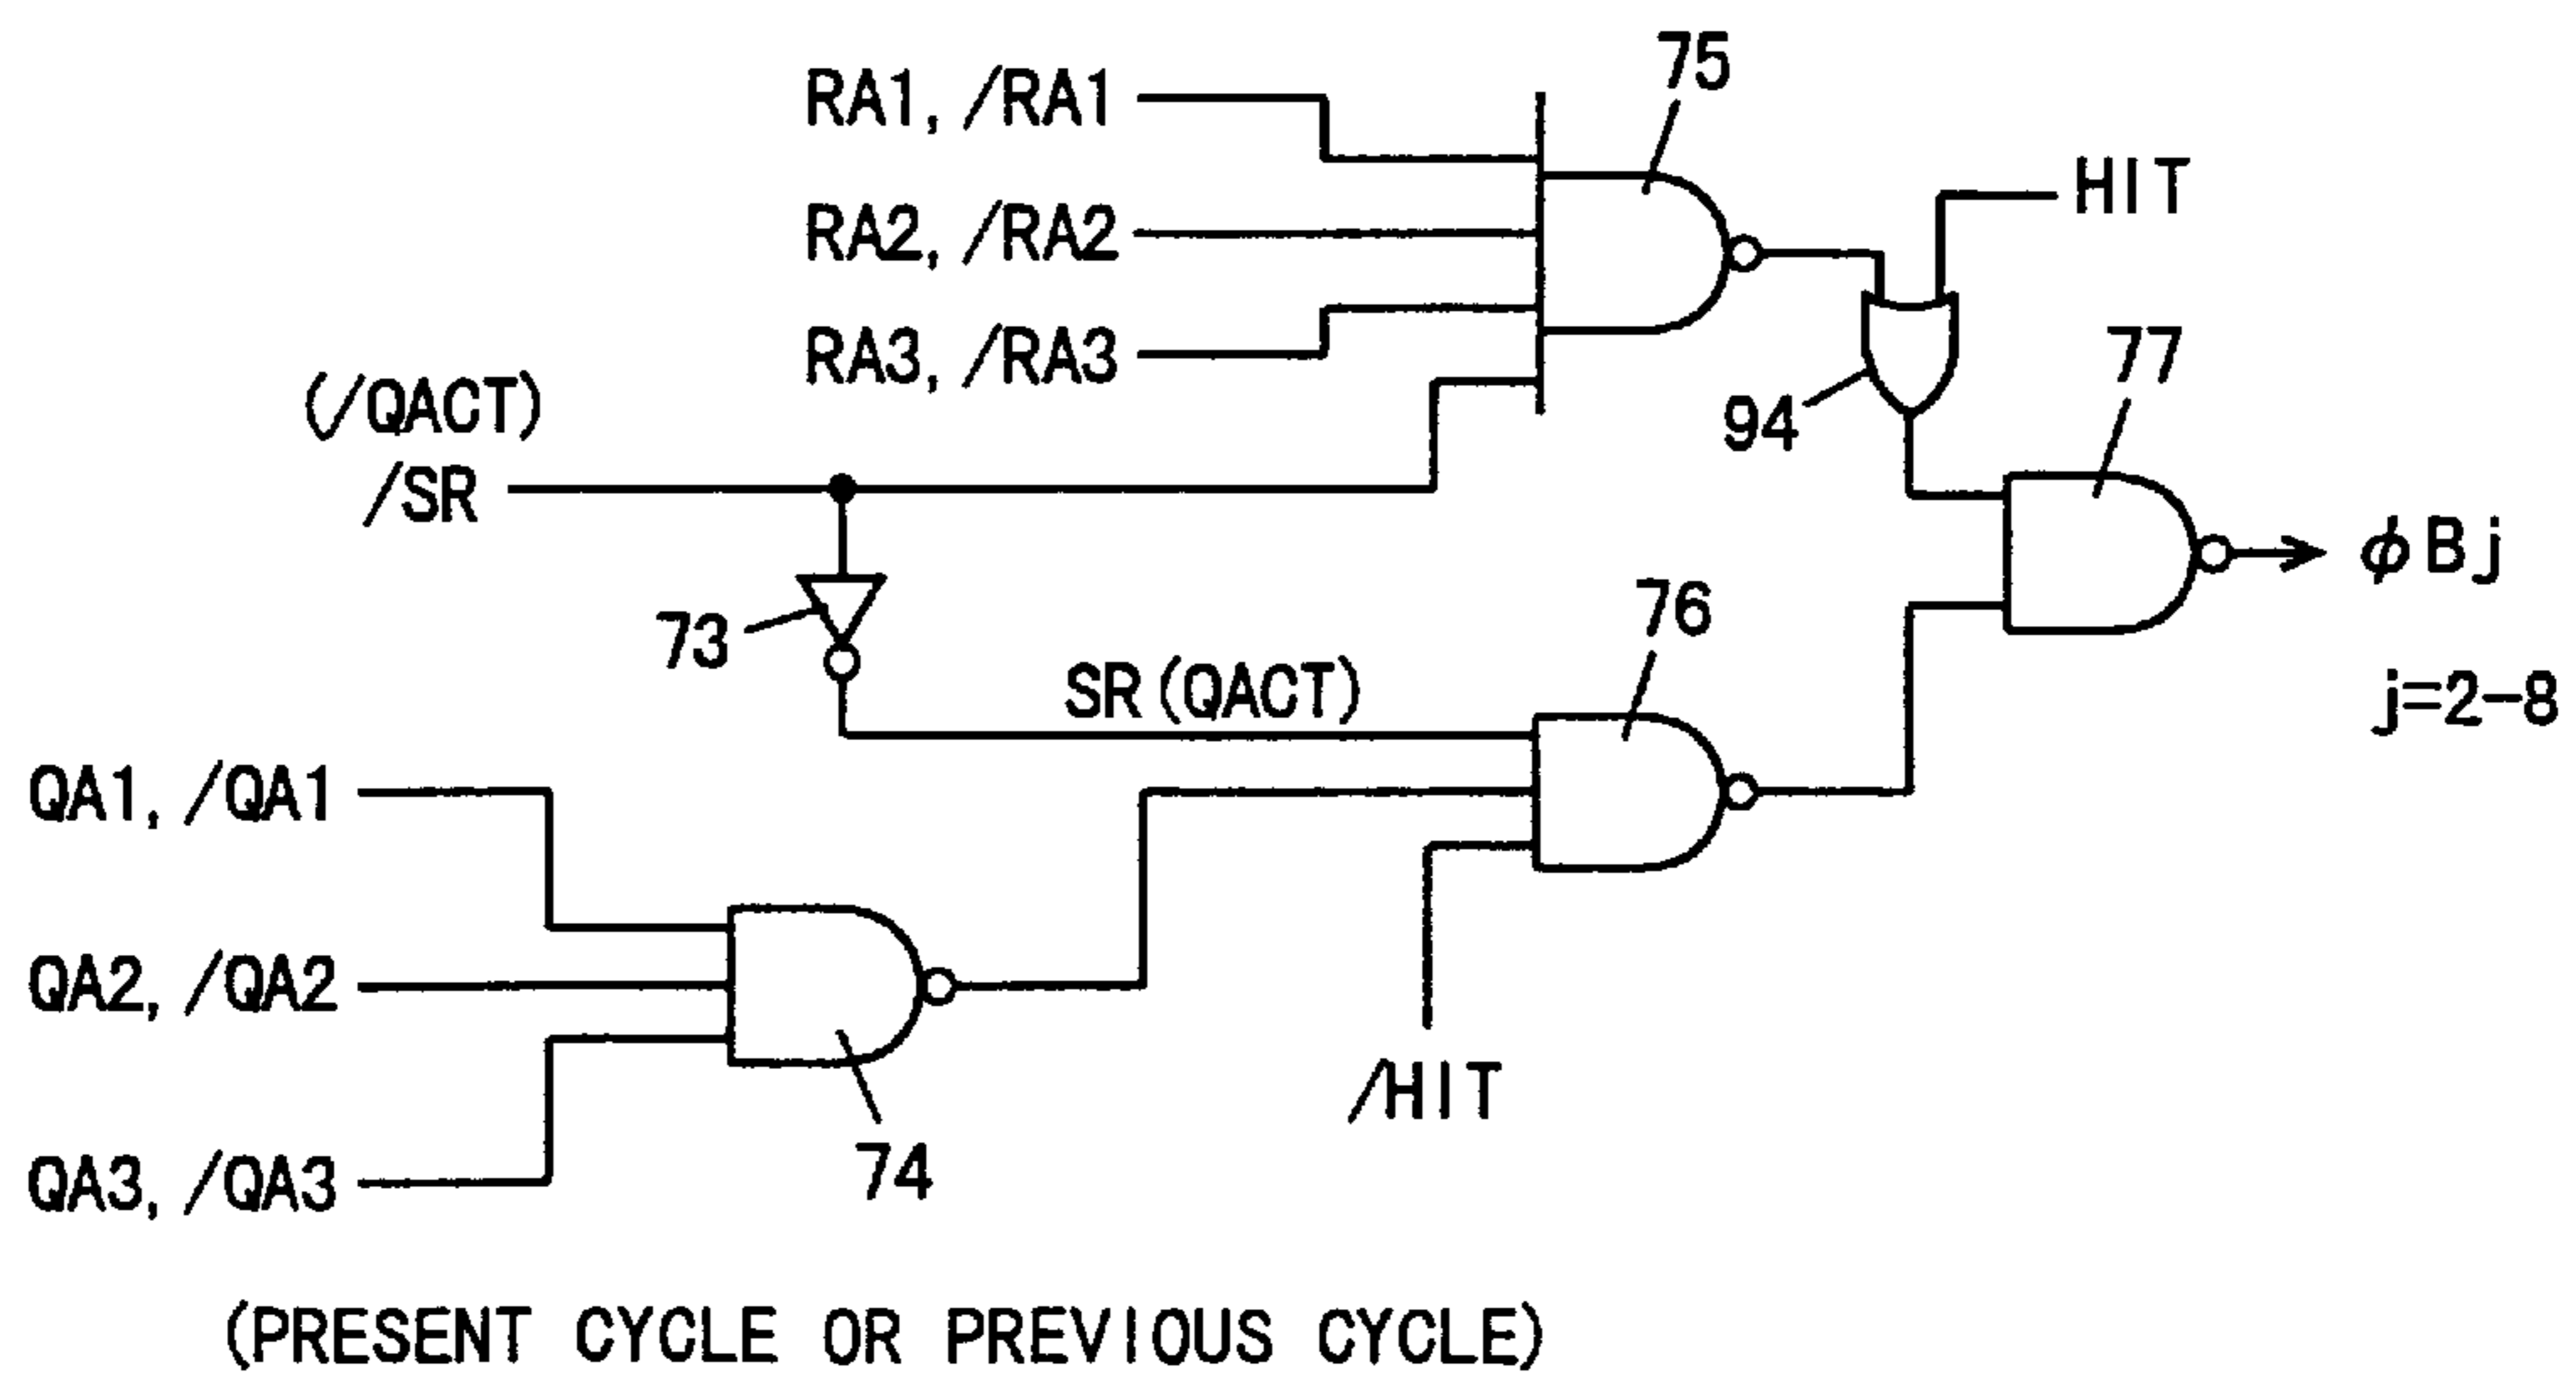 RA1, /RA1
75
HIT
RA2, /RA2
RA3, /RA3
77
(/QACT)
94
/SR
φBj
73
76
SR(QACT)
j=2-8
QA1, /QA1
QA2, /QA2
/HIT
74
QA3, /QA3
(PRESENT CYCLE OR PREVIOUS CYCLE)